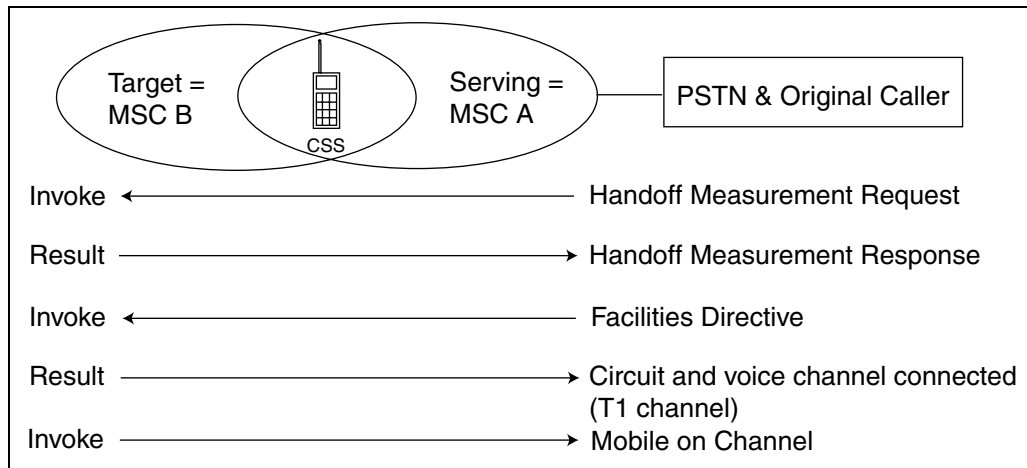 Target =
MSC B
Serving =
MSC A
PSTN & Original Caller
CSS
Invoke Handoff Measurement Request
Result Handoff Measurement Response
Invoke Facilities Directive
Result Circuit and voice channel connected
(T1 channel)
Invoke Mobile on Channel